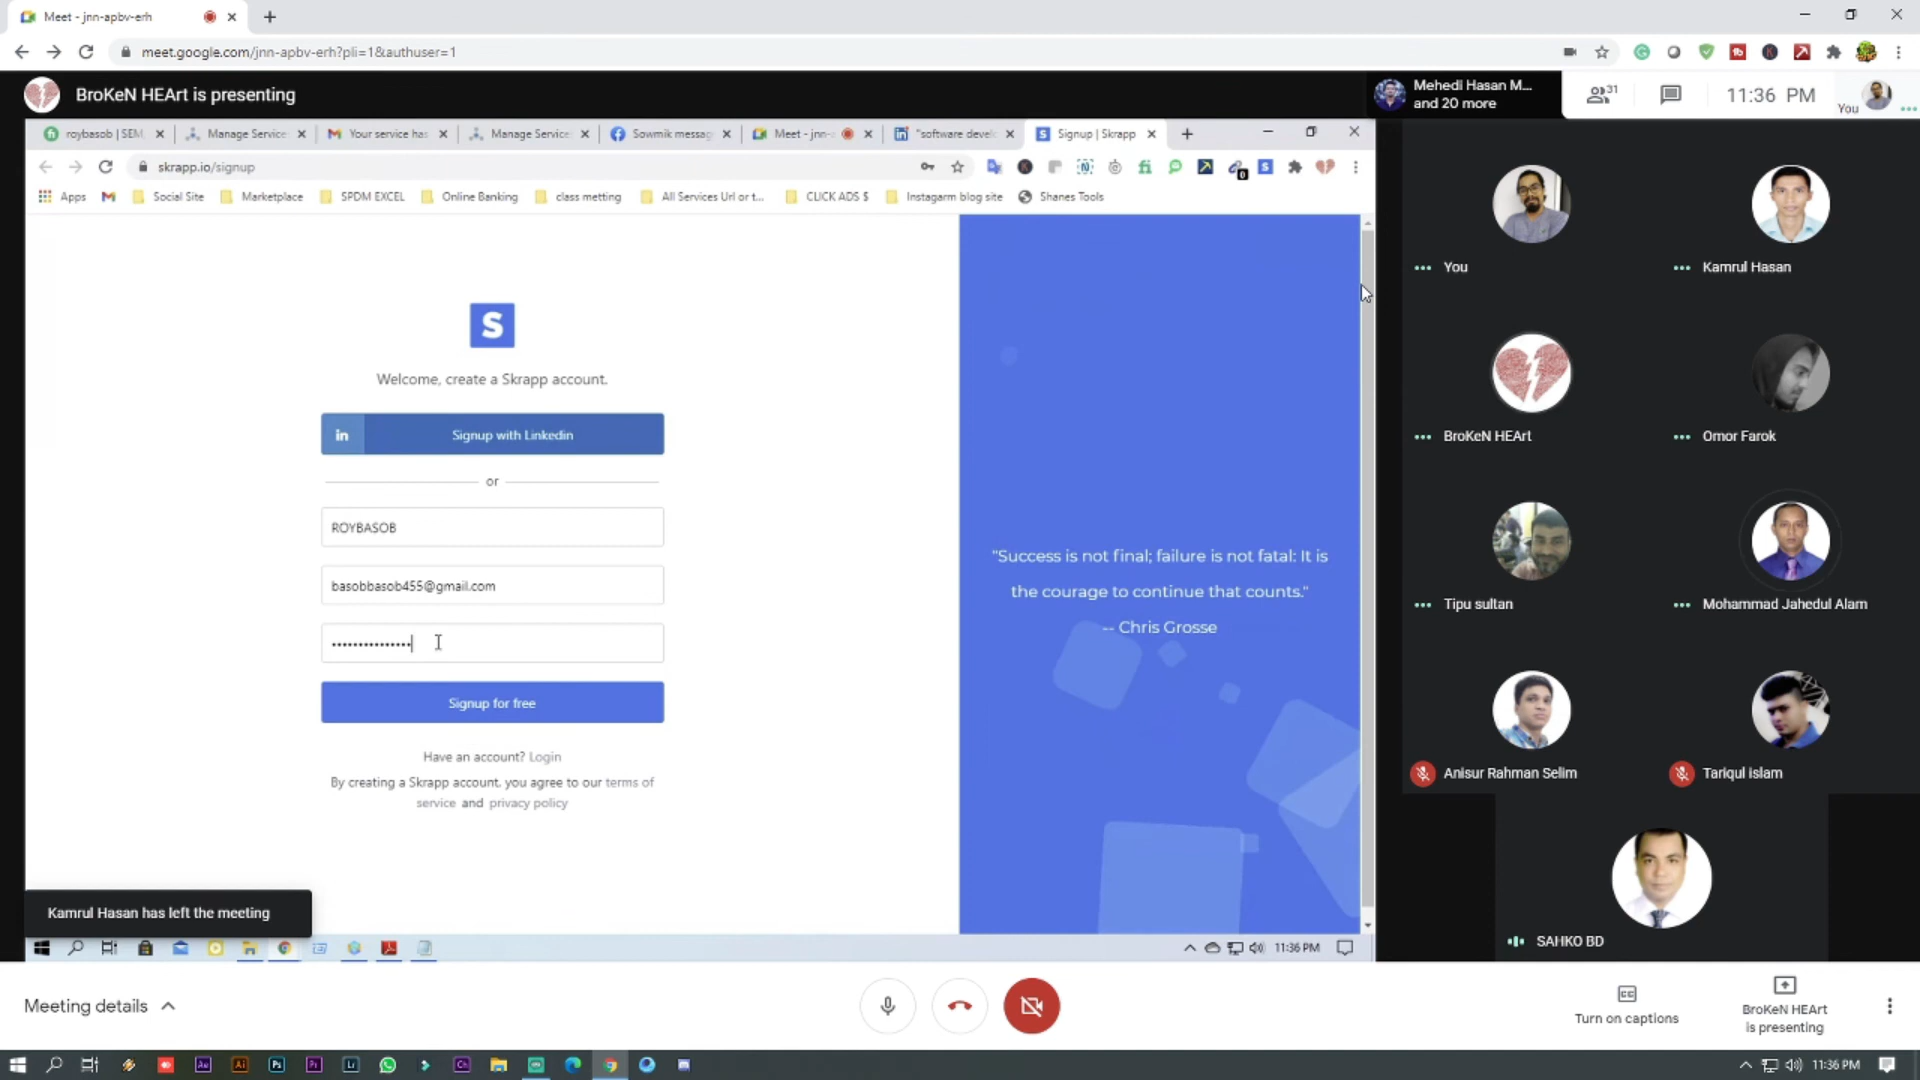 Meet - jnn-apbv-erh
meet.google.com/jnn-apbv-erh?pli=1&authuser=1
BroKeN HEArt is presenting
Mehedi Hasan M...
and 20 more
31
11:36 PM
You
roybasob | SEM
Manage Service
Your service has
Manage Service
Sowmik messag
Meet - jnn-
"software devel
Signup | Skrapp
skrapp.io/signup
Apps
Social Site
Marketplace
SPDM EXCEL
Online Banking
class metting
All Services Url or t...
CLICK ADS $
Instagarm blog site
Shanes Tools
S
Welcome, create a Skrapp account.
in
Signup with Linkedin
or
ROYBASOB
basobbasob455@gmail.com
Signup for free
Have an account? Login
By creating a Skrapp account, you agree to our terms of
service and privacy policy
"Success is not final; failure is not fatal: It is
the courage to continue that counts."
-- Chris Grosse
You
Kamrul Hasan
BroKeN HEArt
Omor Farok
Tipu sultan
Mohammad Jahedul Alam
Anisur Rahman Selim
Tariqul islam
SAHKO BD
Kamrul Hasan has left the meeting
11:36 PM
Meeting details
Turn on captions
BroKeN HEArt
is presenting
11:36 PM